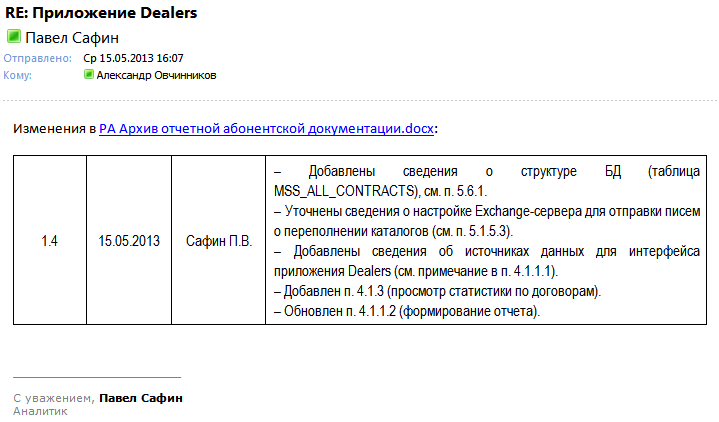 RE: Приложение Dealers
Павел Сафин
Отправлено: Ср 15.05.2013 16:07
Кому: Александр Овчинников
Изменения в РА Архив отчетной абонентской документации.docx:
1.4
15.05.2013
Сафин П.В.
– Добавлены сведения о структуре БД (таблица
MSS_ALL_CONTRACTS), см. п. 5.6.1.
– Уточнены сведения о настройке Exchange-сервера для отправки писем
о переполнении каталогов (см. п. 5.1.5.3).
– Добавлены сведения об источниках данных для интерфейса
приложения Dealers (см. примечание в п. 4.1.1.1).
– Добавлен п. 4.1.3 (просмотр статистики по договорам).
– Обновлен п. 4.1.1.2 (формирование отчета).
С уважением, Павел Сафин
Аналитик